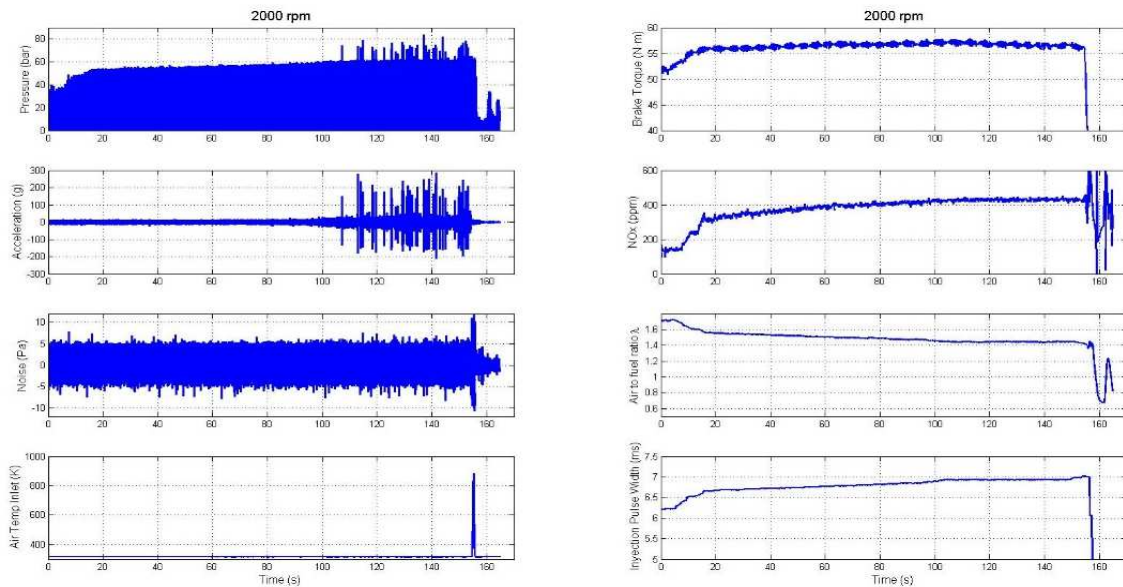 2000 rpm
Pressure (bar)
80
60
40
20
0
0 20 40 60 80 100 120 140 160
Acceleration (g)
300
200
100
0
-100
-200
-300
0 20 40 60 80 100 120 140 160
Noise (Pa)
10
5
0
-5
-10
0 20 40 60 80 100 120 140 160
Air Temp Inlet (K)
1000
800
600
400
0 20 40 60 80 100 120 140 160
Time (s)
2000 rpm
Brake Torque (N m)
60
55
50
45
40
0 20 40 60 80 100 120 140 160
NOx (ppm)
600
400
200
0
0 20 40 60 80 100 120 140 160
Air to fuel ratio λ
1.6
1.4
1.2
1
0.8
0.6
0 20 40 60 80 100 120 140 160
Inyection Pulse Width (ms)
7.5
7
6.5
6
5.5
5
0 20 40 60 80 100 120 140 160
Time (s)